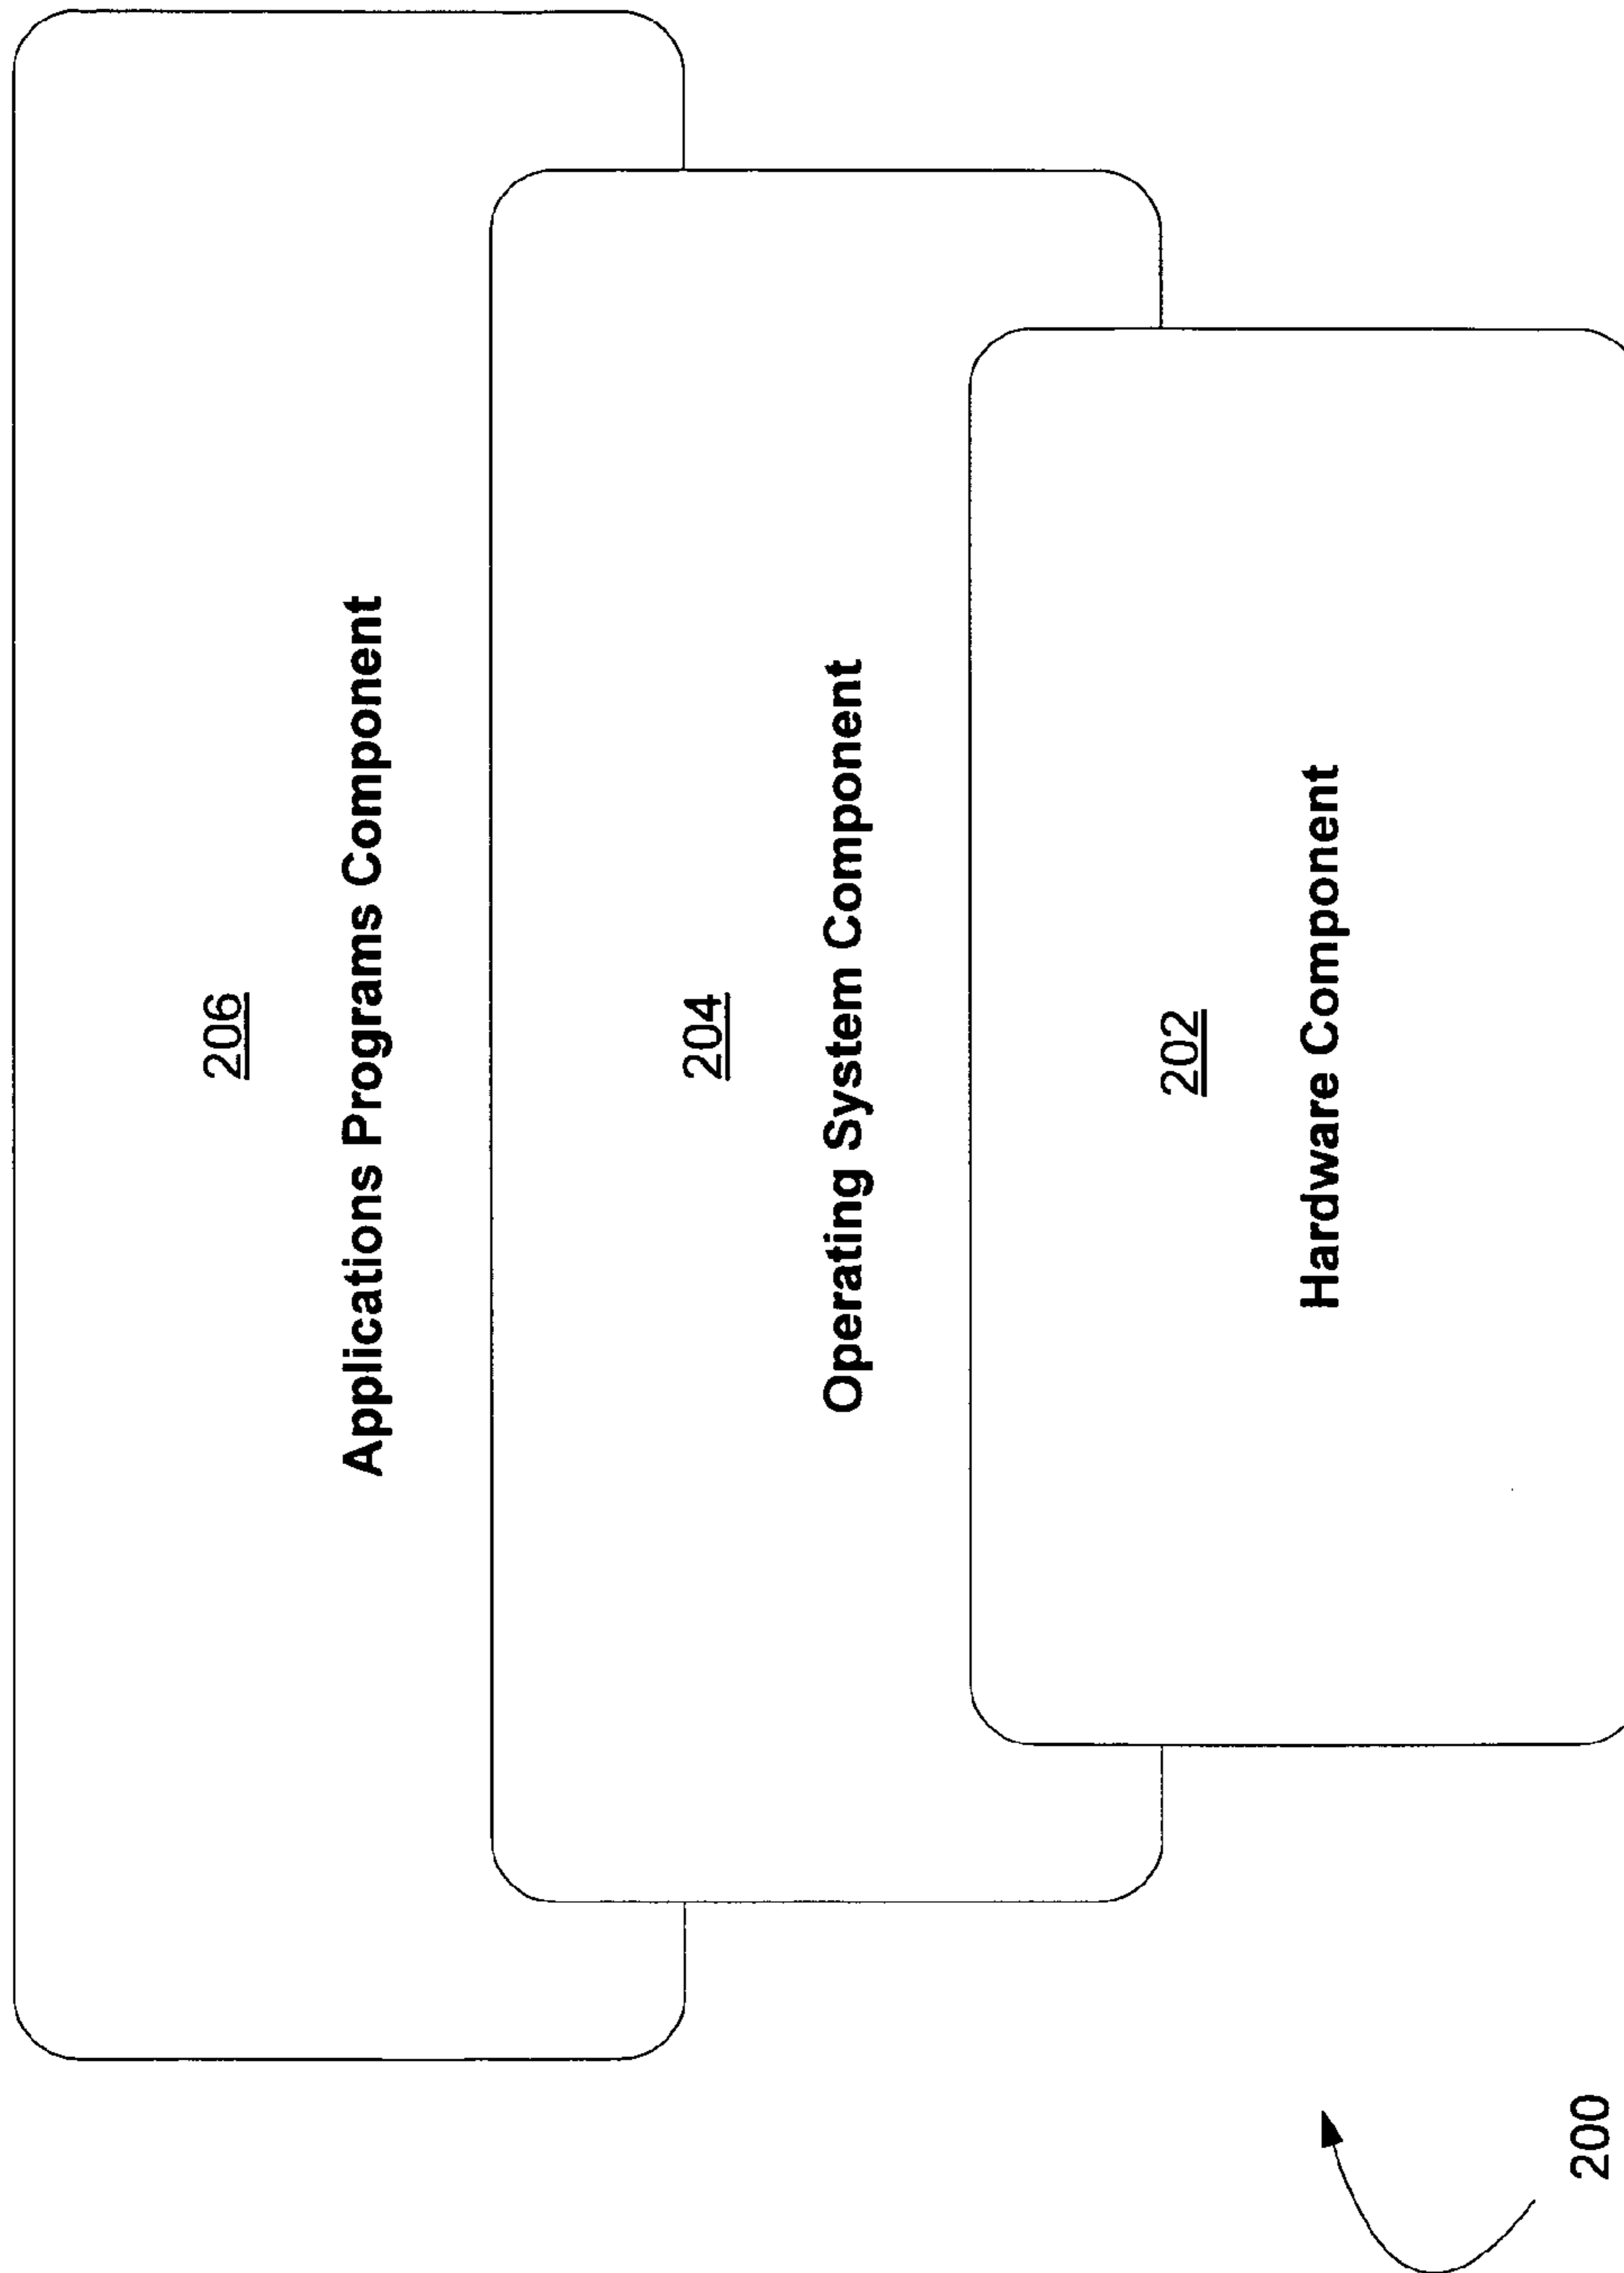 206
Applications Programs Component
204
Operating System Component
202
Hardware Component
200